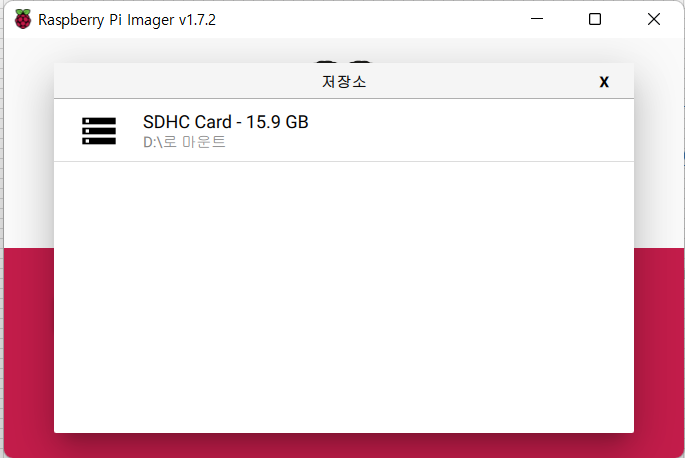 Raspberry Pi Imager v1.7.2
저장소 X
SDHC Card - 15.9 GB
D:\로 마운트